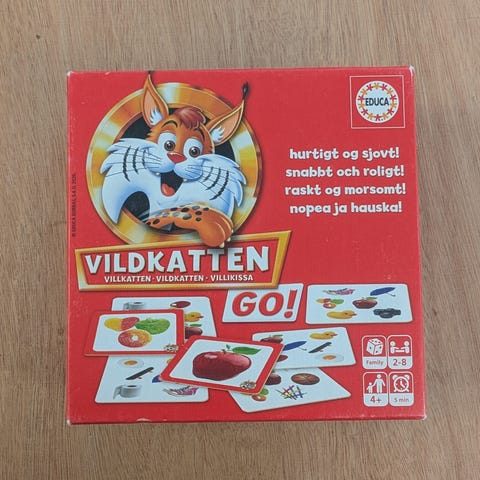 EDUCA
hurtigt og sjovt!
snabbt och roligt!
raskt og morsomt!
nopea ja hauska!
VILDKATTEN
VILLKATTEN · VILDKATTEN · VILLIKISSA
GO!
Family
2-8
4+
5 min